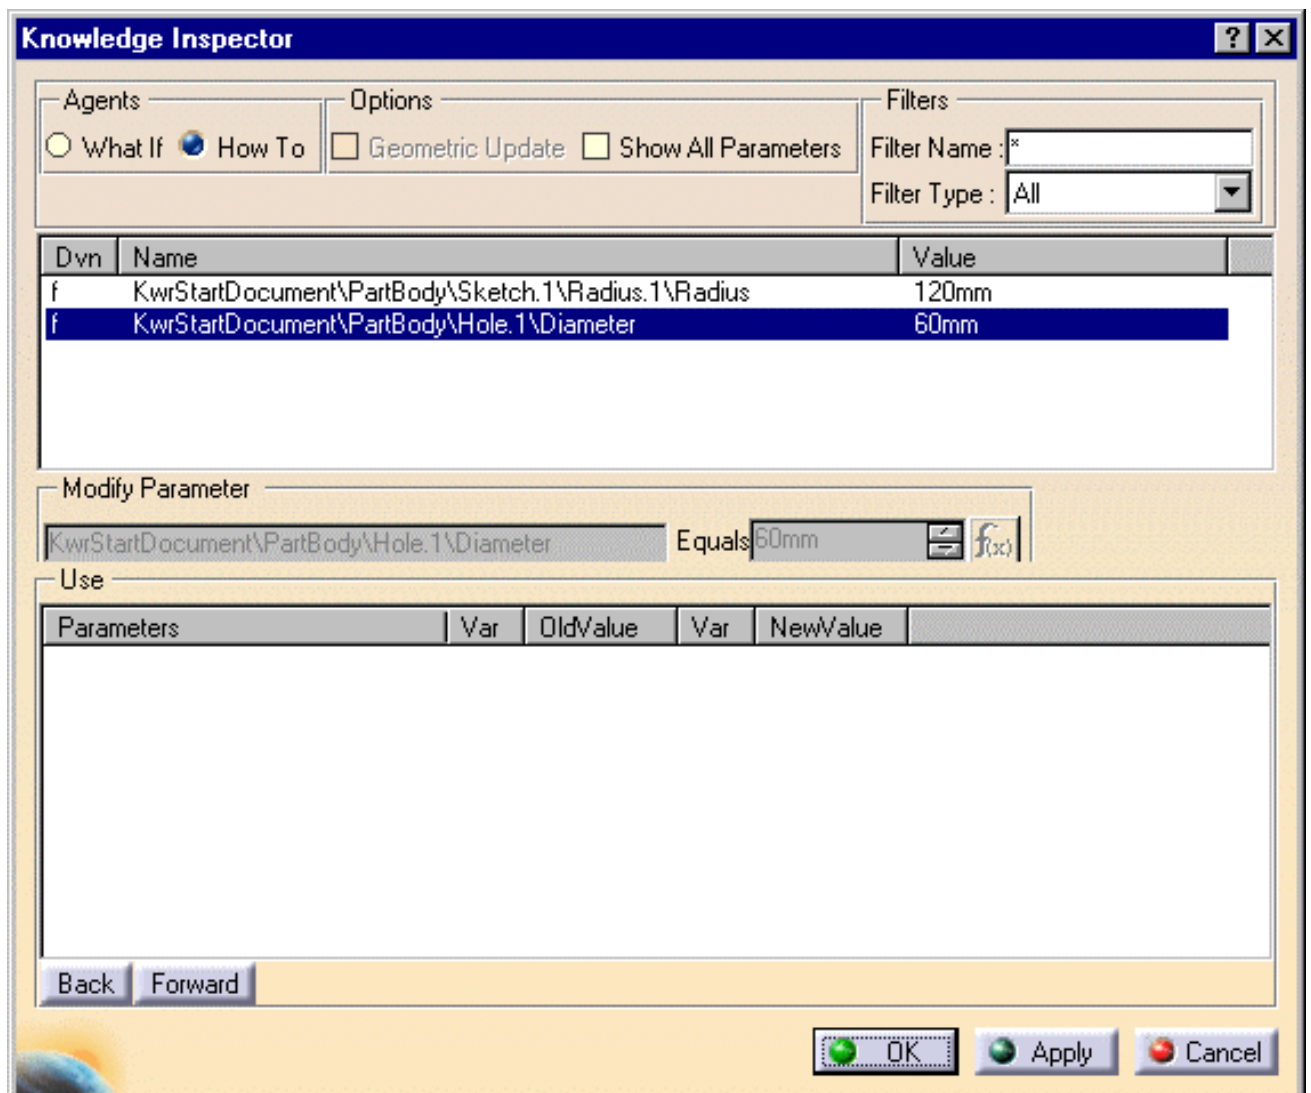 Knowledge Inspector
Agents Options Filters
What If How To Geometric Update Show All Parameters Filter Name : *
Filter Type : All
Dvn Name Value
f KwrStartDocument\PartBody\Sketch.1\Radius.1\Radius 120mm
f KwrStartDocument\PartBody\Hole.1\Diameter 60mm
Modify Parameter
KwrStartDocument\PartBody\Hole.1\Diameter Equals 60mm f(x)
Use
Parameters Var OldValue Var NewValue
Back Forward
OK Apply Cancel